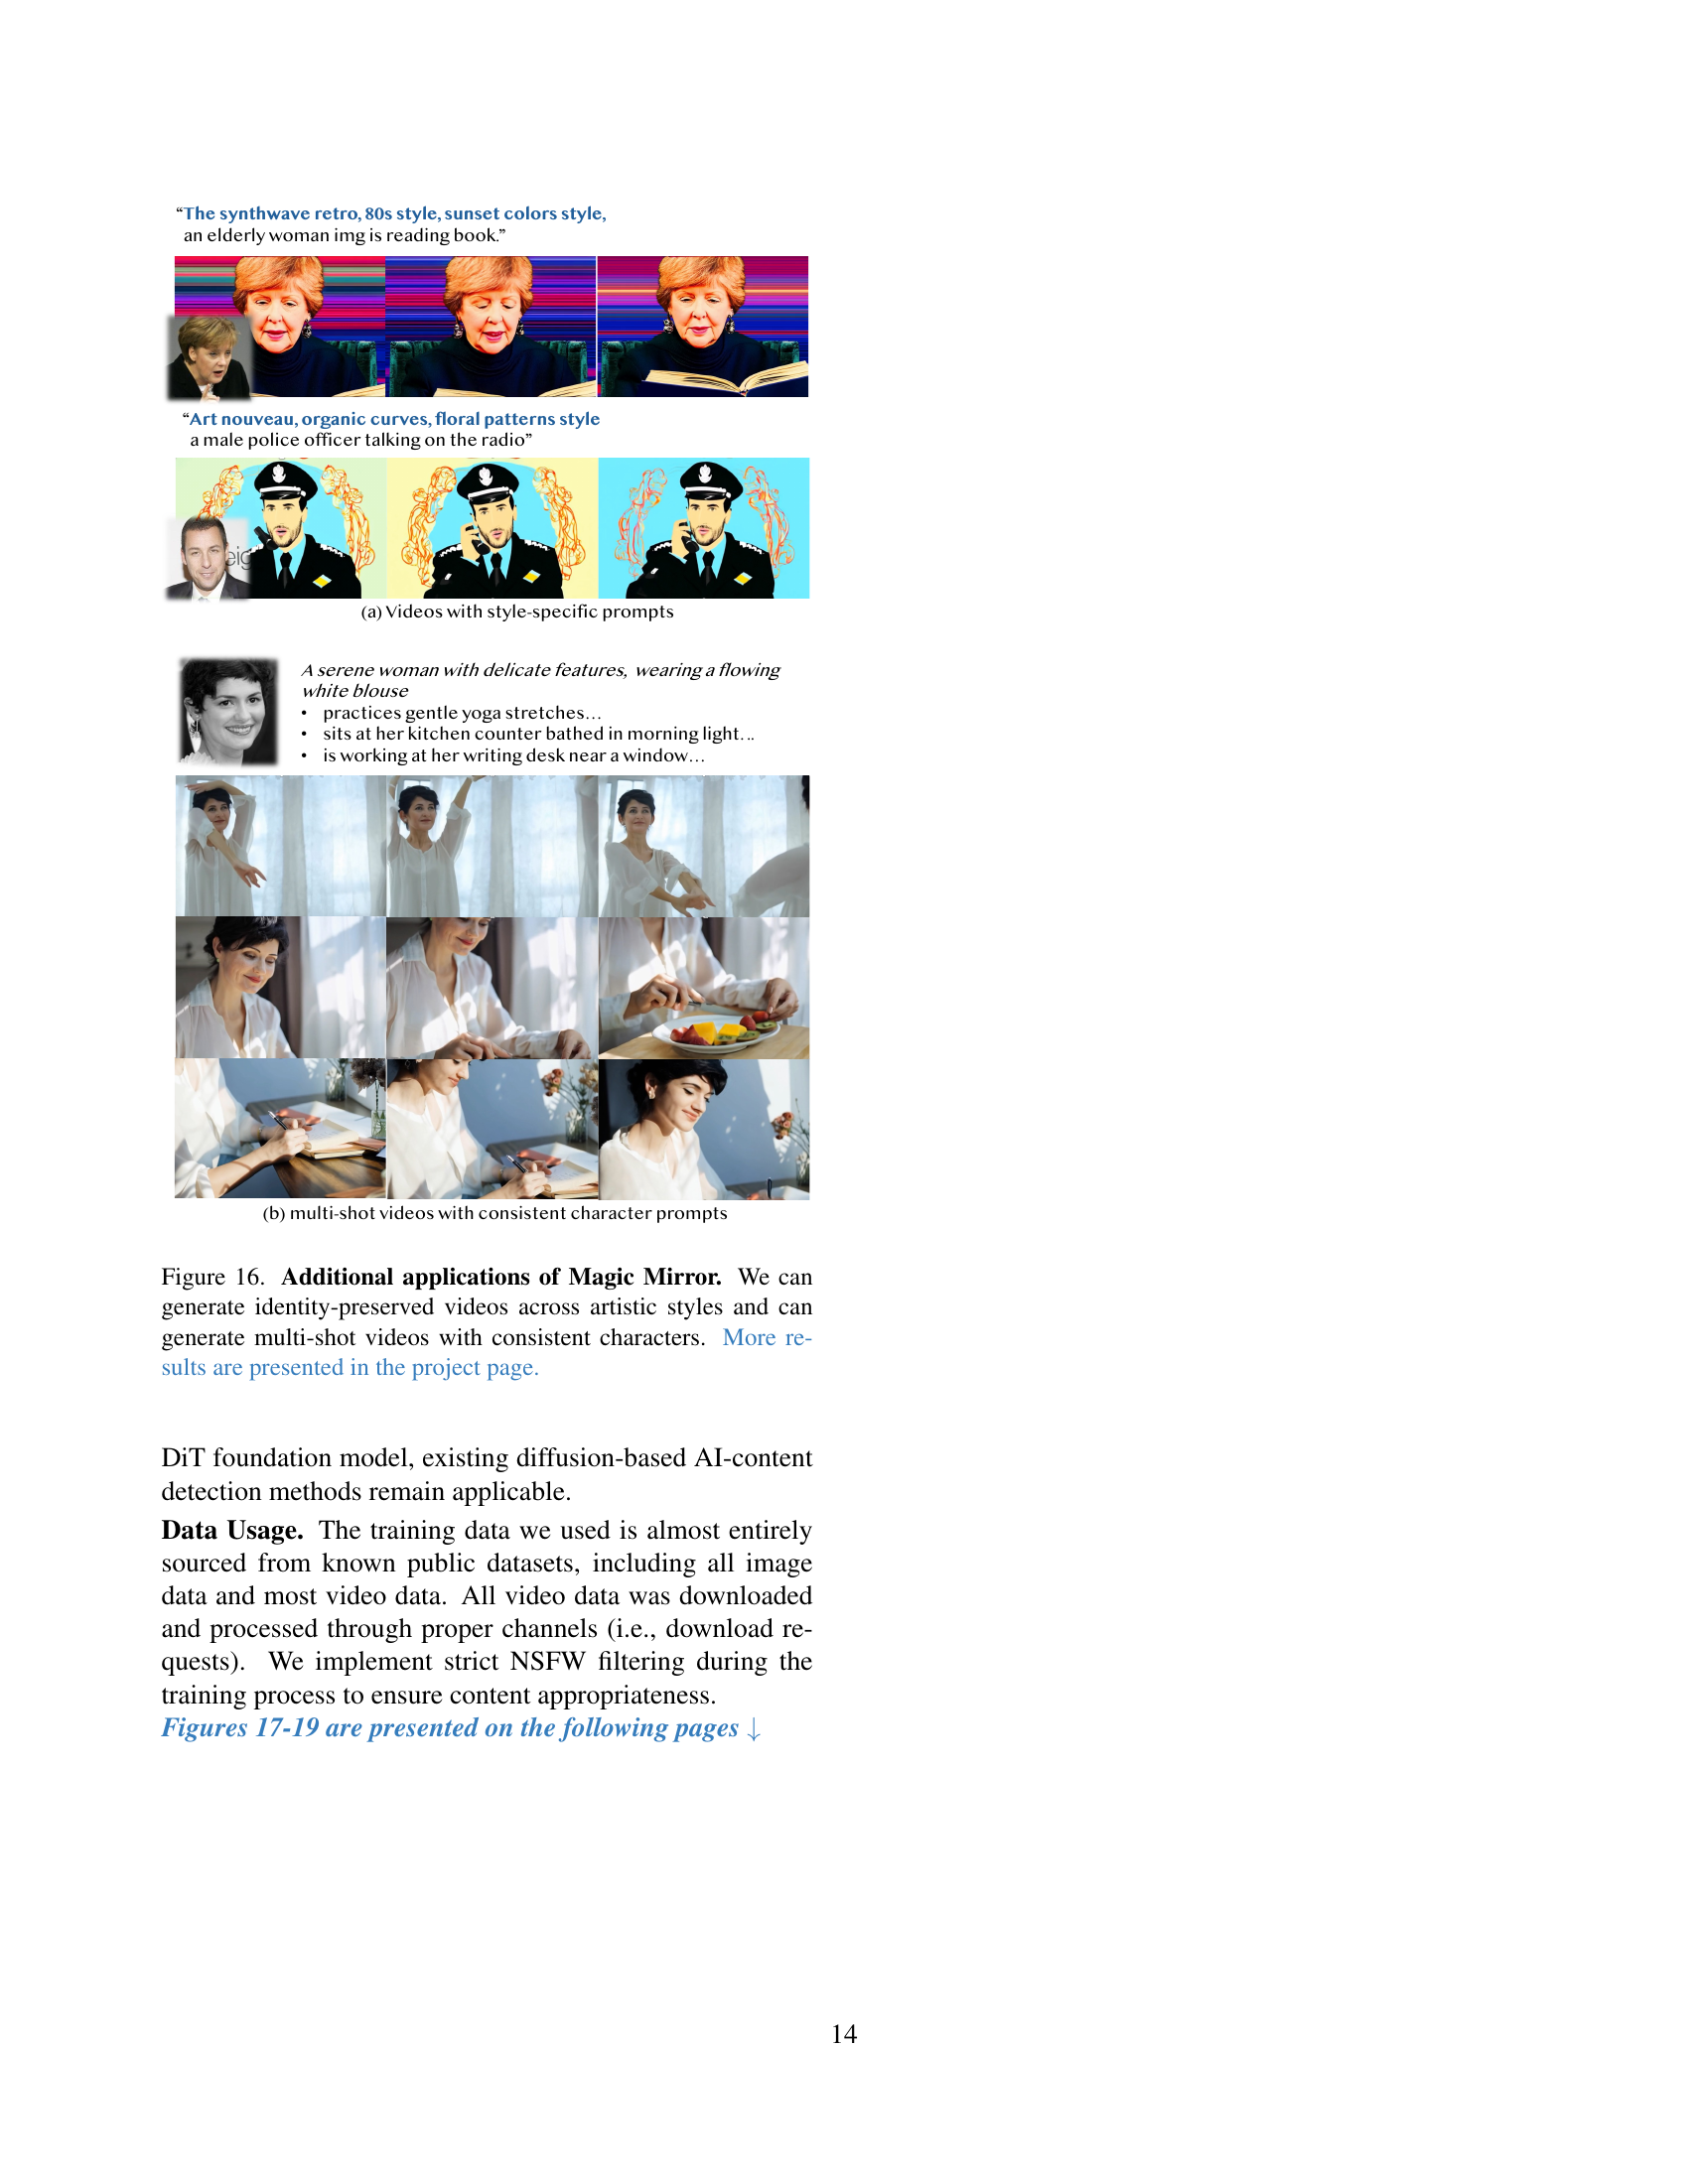 “The synthwave retro, 80s style, sunset colors style,
an elderly woman img is reading book.”
“Art nouveau, organic curves, floral patterns style
a male police officer talking on the radio”
eig
(a) Videos with style-specific prompts
A serene woman with delicate features, wearing a flowing
white blouse
• practices gentle yoga stretches…
• sits at her kitchen counter bathed in morning light…
• is working at her writing desk near a window…
(b) multi-shot videos with consistent character prompts
Figure 16. Additional applications of Magic Mirror. We can
generate identity-preserved videos across artistic styles and can
generate multi-shot videos with consistent characters. More re-
sults are presented in the project page.
DiT foundation model, existing diffusion-based AI-content
detection methods remain applicable.
Data Usage. The training data we used is almost entirely
sourced from known public datasets, including all image
data and most video data. All video data was downloaded
and processed through proper channels (i.e., download re-
quests). We implement strict NSFW filtering during the
training process to ensure content appropriateness.
Figures 17-19 are presented on the following pages ↓
14